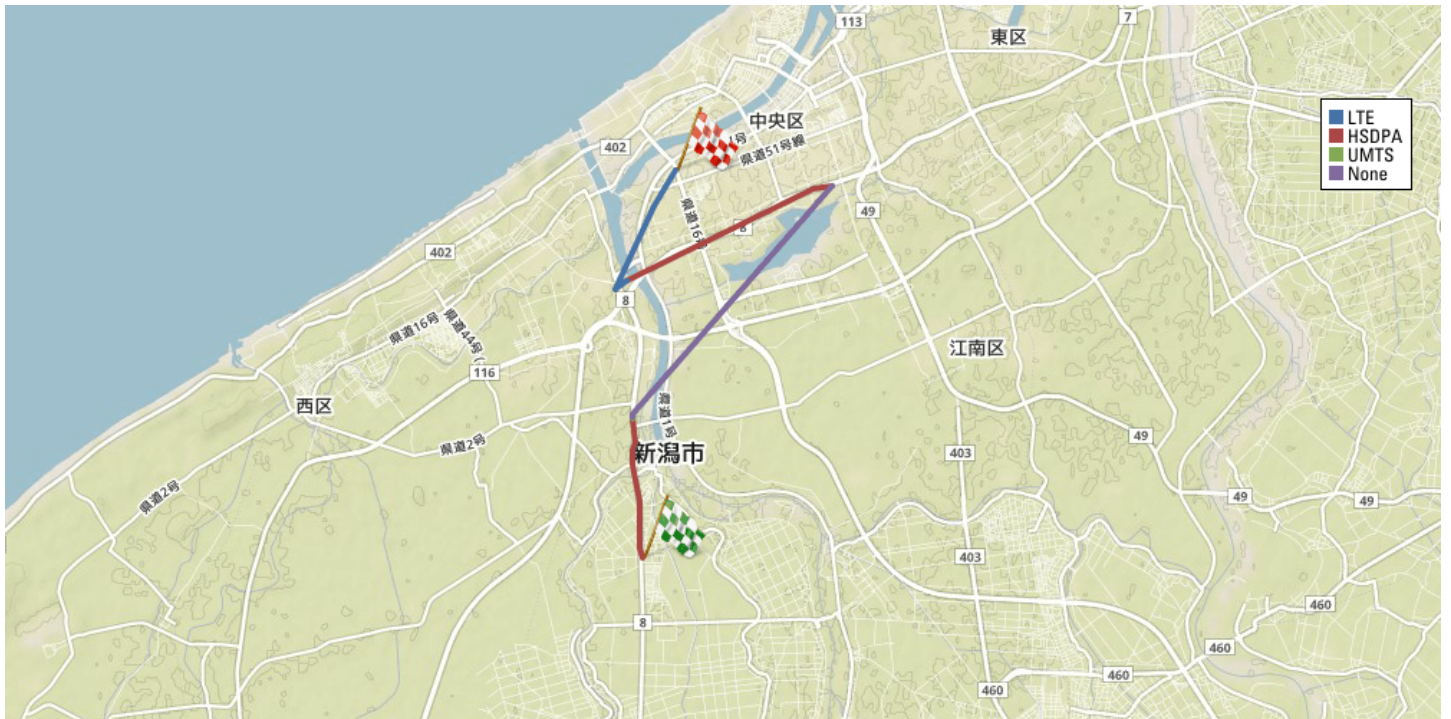 113
7
東区
LTE
HSDPA
UMTS
None
中央区
402
号
県道51号線
県道16号
49
8
402
8
県道16号
県道44号(
116
江南区
西区
県道1号
県道2号
新潟市
49
403
県道2号
49
49
403
460
8
460
460
460